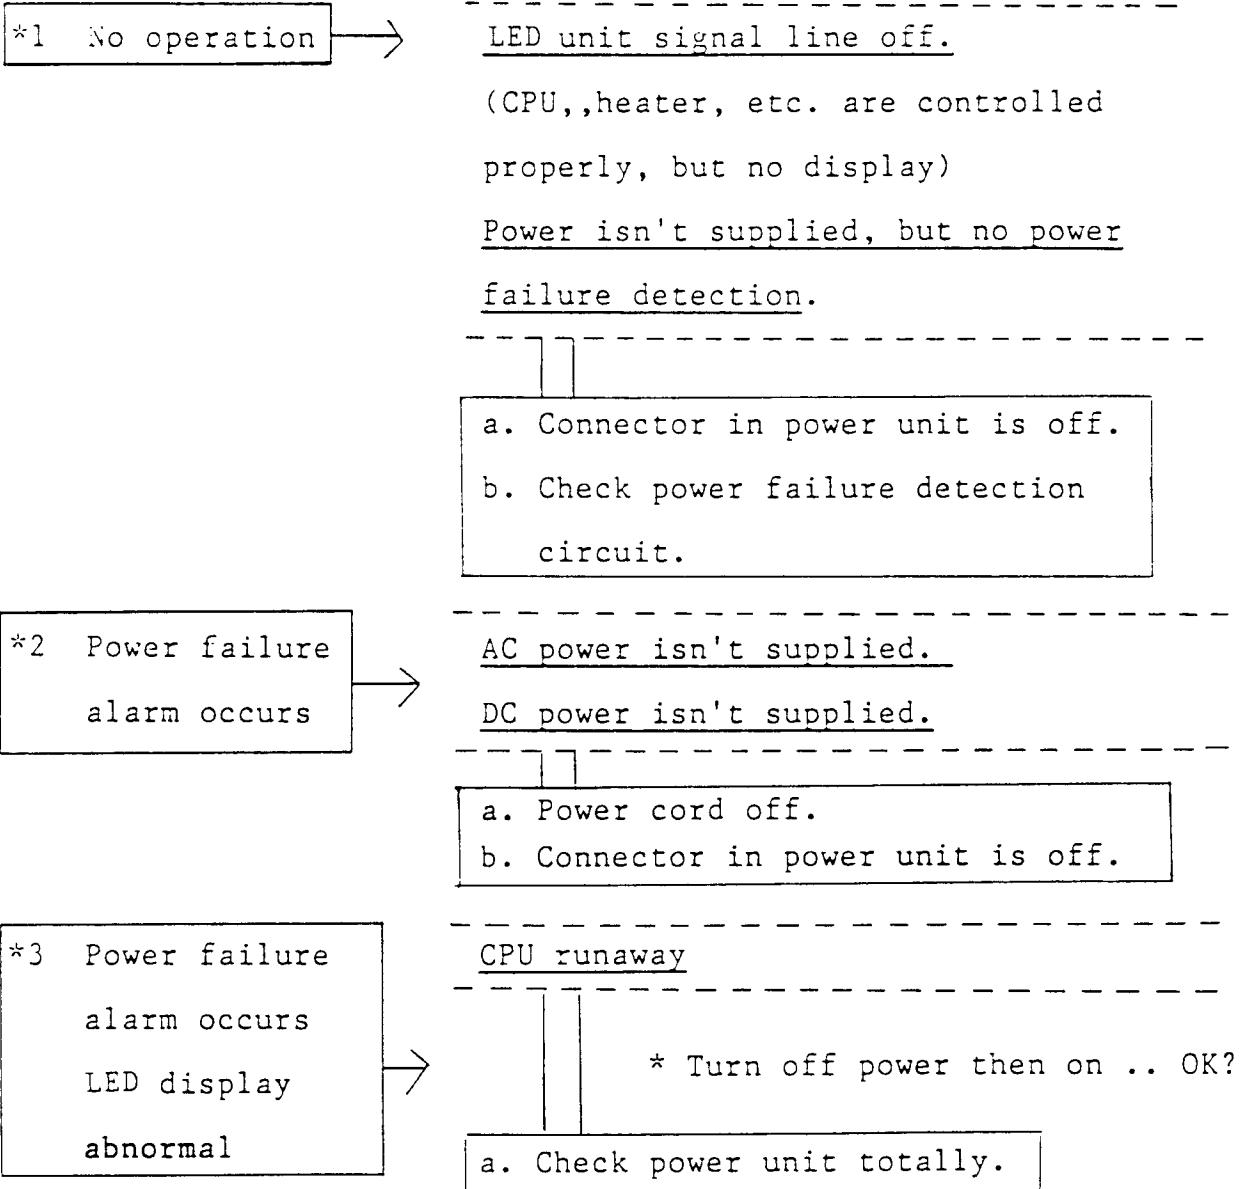 *1 No operation
LED unit signal line off.
(CPU,,heater, etc. are controlled
properly, but no display)
Power isn't supplied, but no power
failure detection.
a. Connector in power unit is off.
b. Check power failure detection
circuit.
*2 Power failure
alarm occurs
AC power isn't supplied.
DC power isn't supplied.
a. Power cord off.
b. Connector in power unit is off.
*3 Power failure
alarm occurs
LED display
abnormal
CPU runaway
* Turn off power then on .. OK?
a. Check power unit totally.